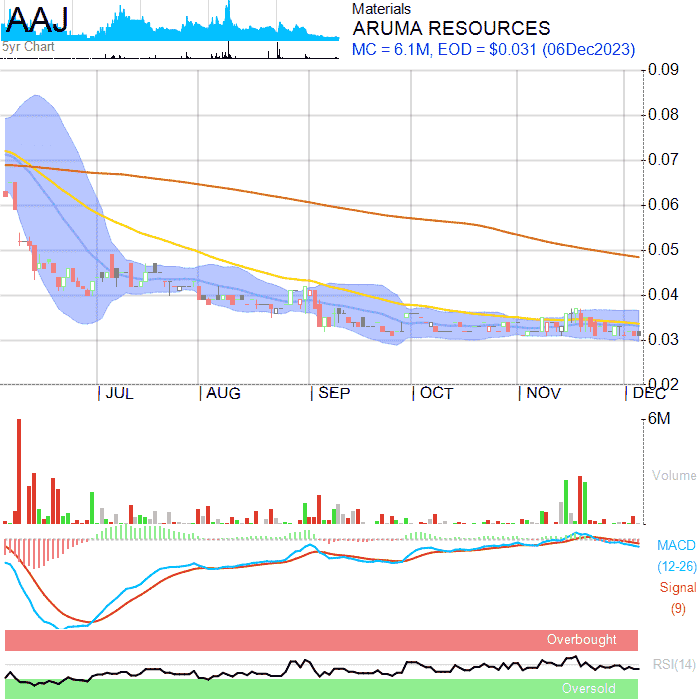 AAJ
5yr Chart
Materials
ARUMA RESOURCES
MC = 6.1M, EOD = $0.031 (06Dec2023)
0.09
0.08
0.07
0.06
0.05
0.04
0.03
0.02
JUL AUG SEP OCT NOV DEC
6M
Volume
MACD
(12-26)
Signal
(9)
Overbought
RSI(14)
Oversold